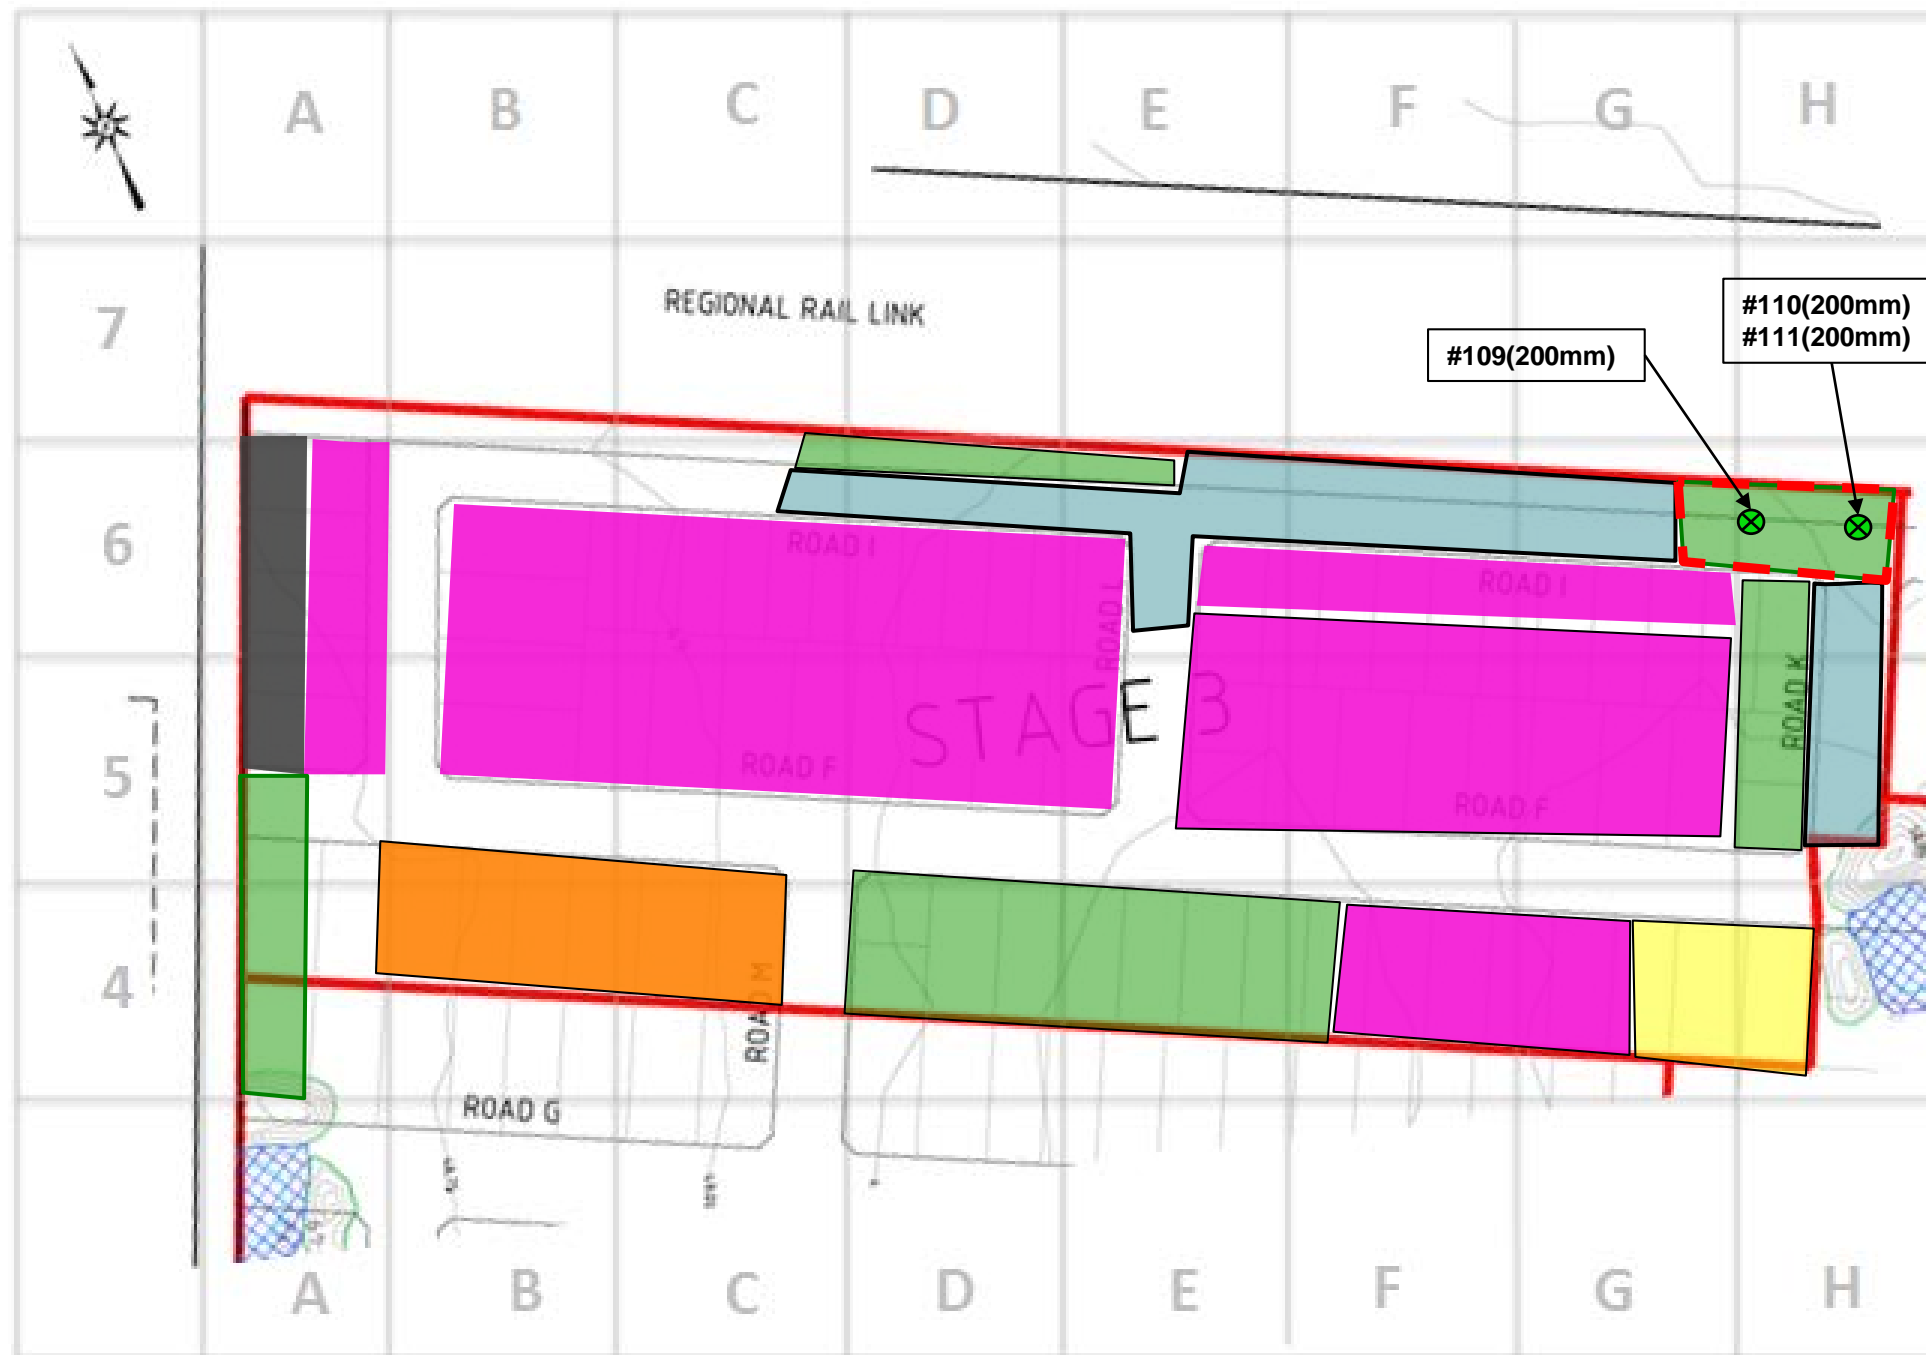 A B C D E F G H
7
REGIONAL RAIL LINK
#109(200mm)
#110(200mm)
#111(200mm)
6
ROAD I
ROAD I
ROAD L
ROAD K
STAGE 3
5
ROAD F
ROAD F
4
ROAD M
ROAD G
A B C D E F G H